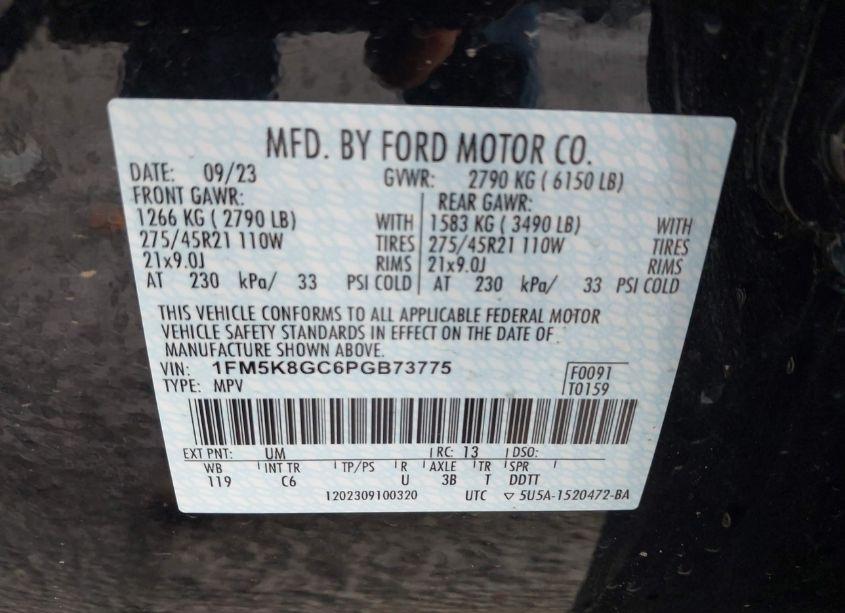 MFD. BY FORD MOTOR CO.
DATE: 09/23 GVWR: 2790 KG ( 6150 LB)
FRONT GAWR: REAR GAWR:
1266 KG ( 2790 LB) WITH 1583 KG ( 3490 LB) WITH
275/45R21 110W TIRES 275/45R21 110W TIRES
21x9.0J RIMS 21x9.0J RIMS
AT 230 kPa/ 33 PSI COLD AT 230 kPa/ 33 PSI COLD
THIS VEHICLE CONFORMS TO ALL APPLICABLE FEDERAL MOTOR
VEHICLE SAFETY STANDARDS IN EFFECT ON THE DATE OF
MANUFACTURE SHOWN ABOVE.
VIN: 1FM5K8GC6PGB73775 F0091
TYPE: MPV T0159
EXT PNT: UM RC: 13 DSO:
WB INT TR TP/PS R AXLE TR SPR
119 C6 U 3B T DDTT
1202309100320 UTC ▽ 5U5A-1520472-BA